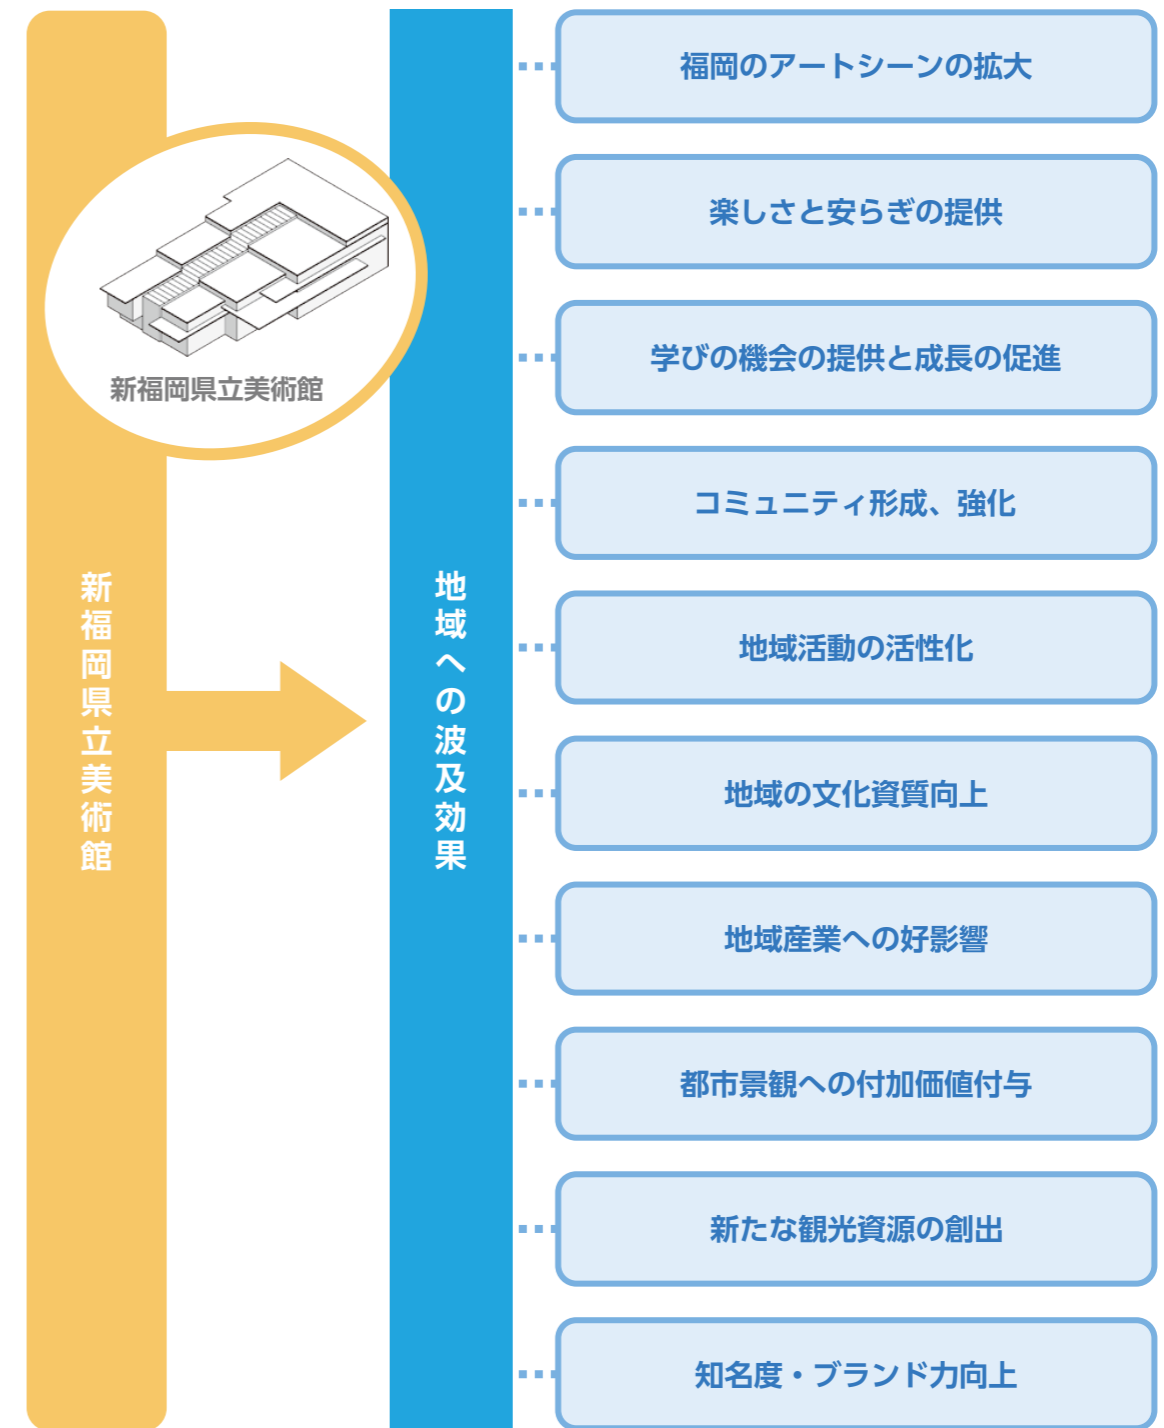 新福岡県立美術館
新福岡県立美術館
地域への波及効果
福岡のアートシーンの拡大
楽しさと安らぎの提供
学びの機会の提供と成長の促進
コミュニティ形成、強化
地域活動の活性化
地域の文化資質向上
地域産業への好影響
都市景観への付加価値付与
新たな観光資源の創出
知名度・ブランド力向上